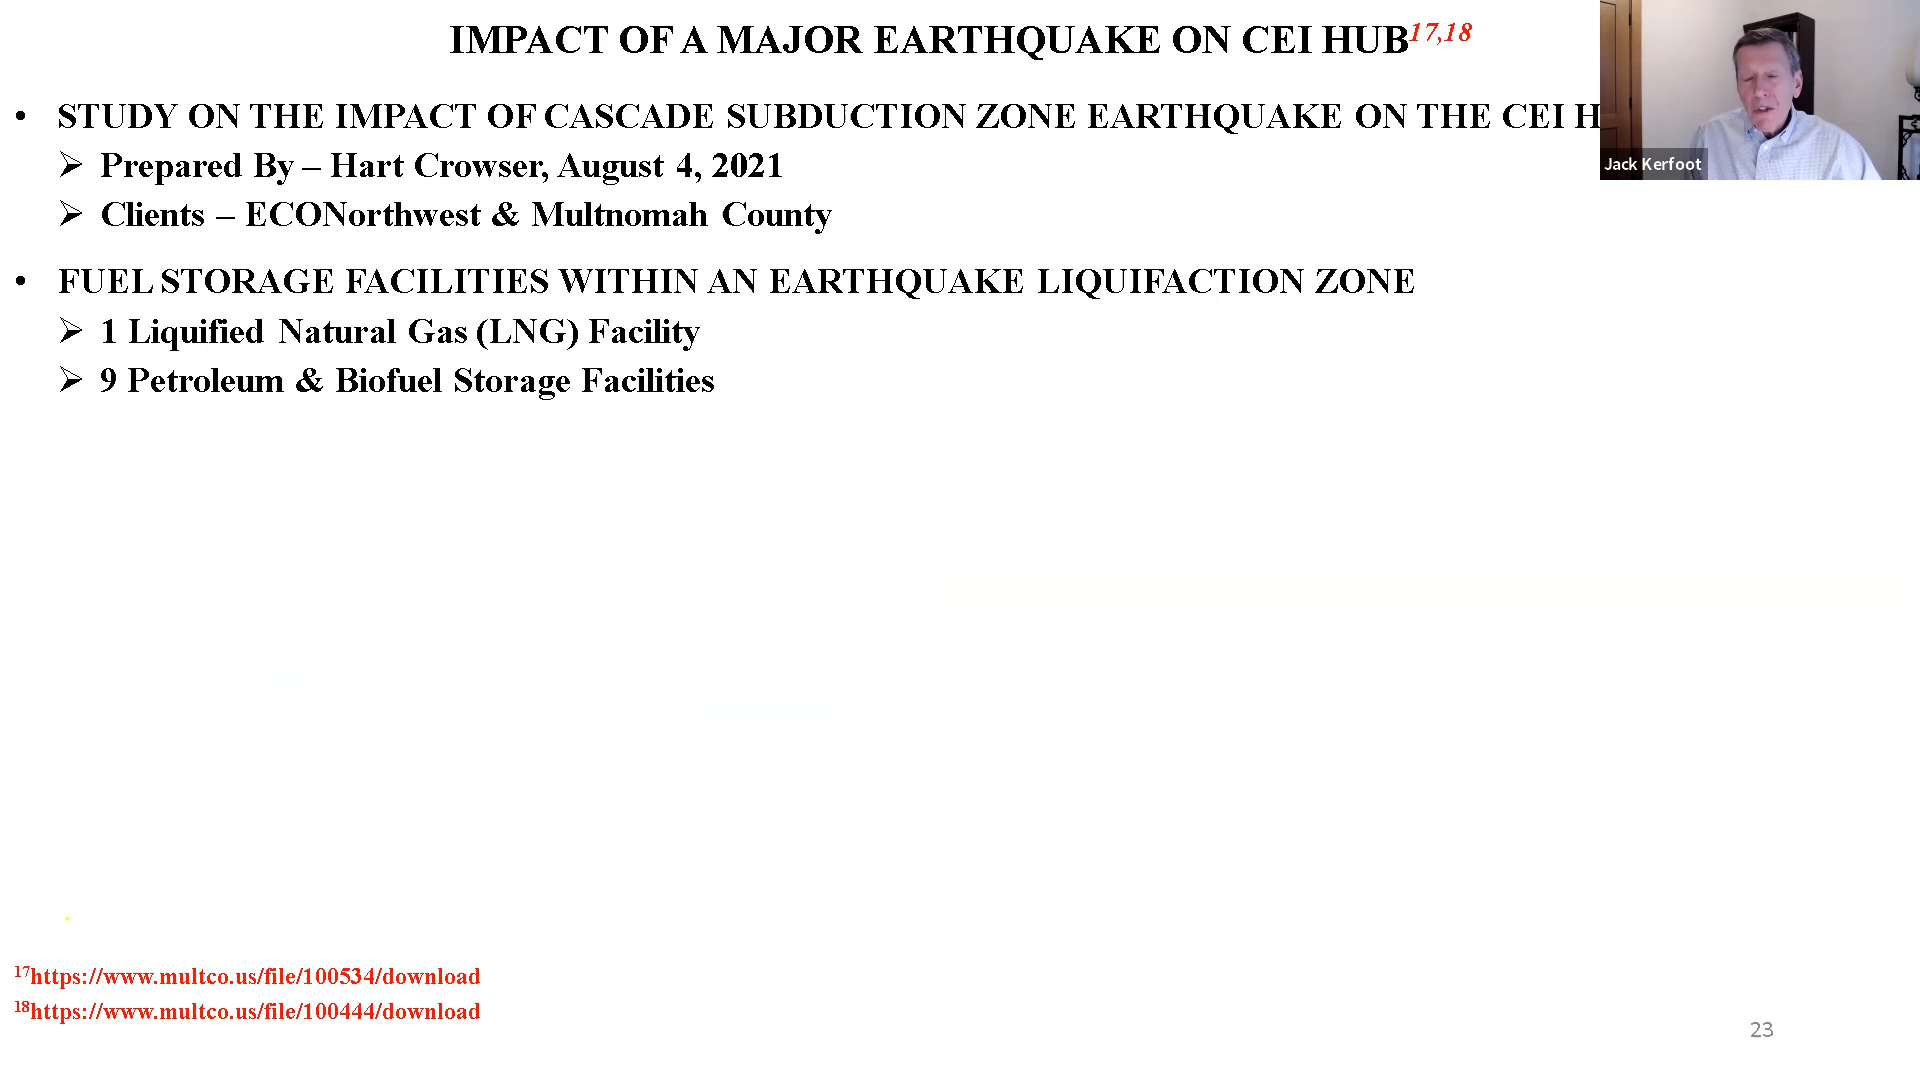 IMPACT OF A MAJOR EARTHQUAKE ON CEI HUB17,18
• STUDY ON THE IMPACT OF CASCADE SUBDUCTION ZONE EARTHQUAKE ON THE CEI H
➢ Prepared By – Hart Crowser, August 4, 2021
➢ Clients – ECONorthwest & Multnomah County
• FUEL STORAGE FACILITIES WITHIN AN EARTHQUAKE LIQUIFACTION ZONE
➢ 1 Liquified Natural Gas (LNG) Facility
➢ 9 Petroleum & Biofuel Storage Facilities
Jack Kerfoot
17https://www.multco.us/file/100534/download
18https://www.multco.us/file/100444/download
23